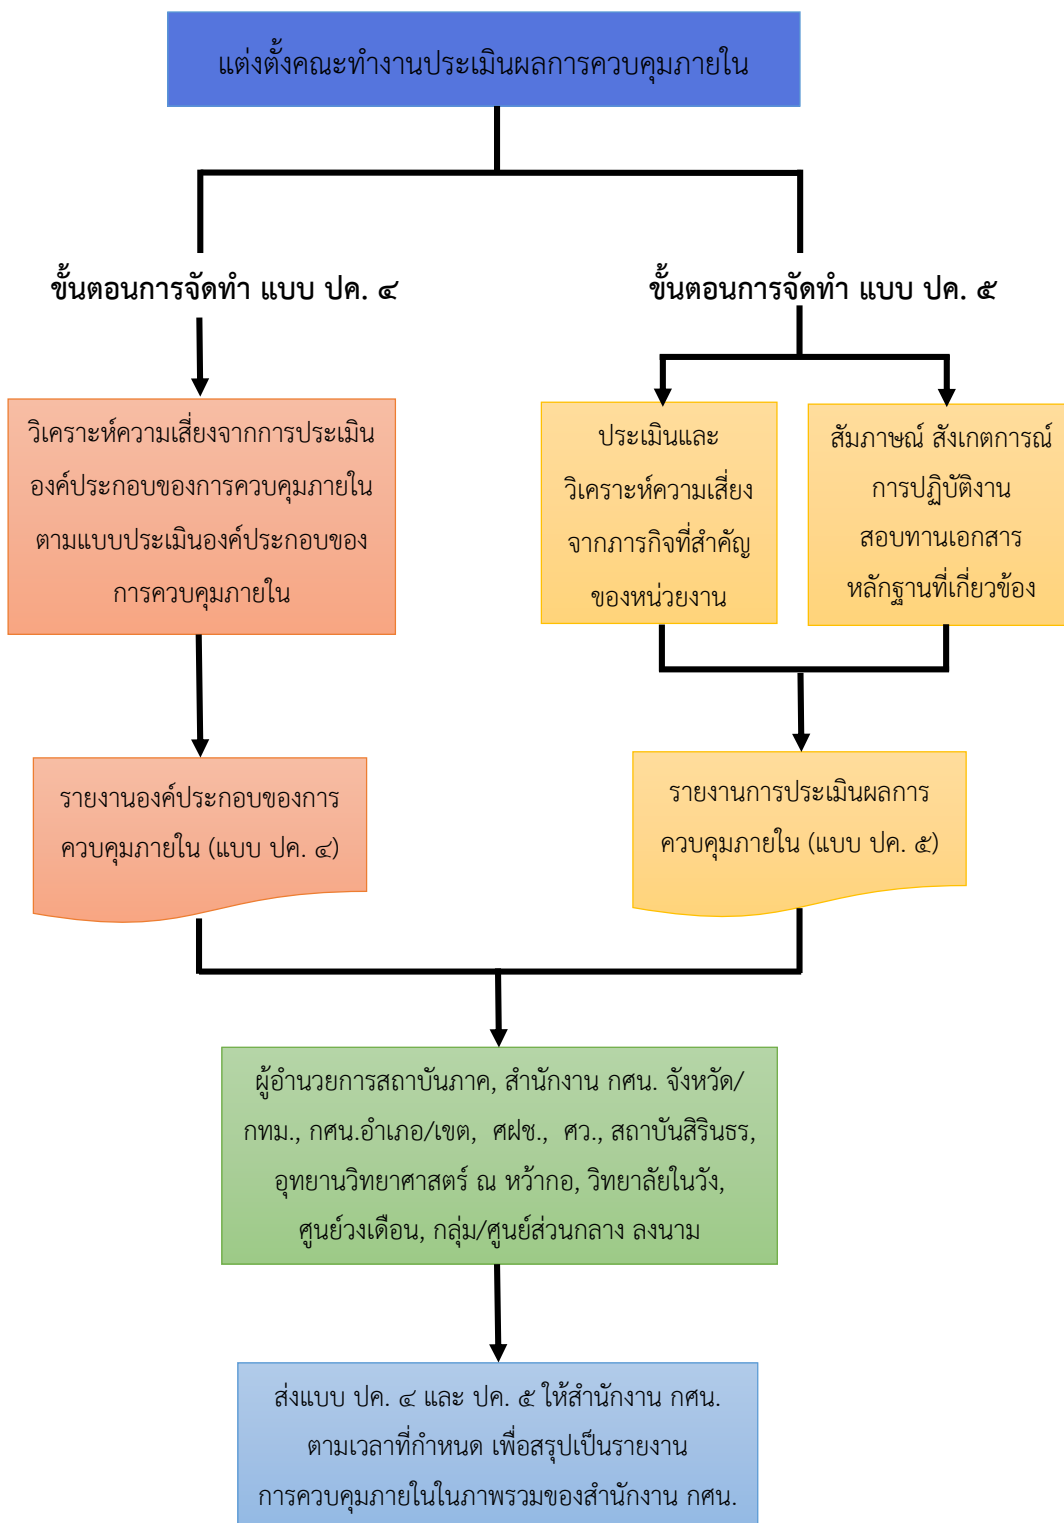 แต่งตั้งคณะทำงานประเมินผลการควบคุมภายใน
ขั้นตอนการจัดทำ แบบ ปค. ๔
ขั้นตอนการจัดทำ แบบ ปค. ๕
วิเคราะห์ความเสี่ยงจากการประเมิน
องค์ประกอบของการควบคุมภายใน
ตามแบบประเมินองค์ประกอบของ
การควบคุมภายใน
ประเมินและ
วิเคราะห์ความเสี่ยง
จากภารกิจที่สำคัญ
ของหน่วยงาน
สัมภาษณ์ สังเกตการณ์
การปฏิบัติงาน
สอบทานเอกสาร
หลักฐานที่เกี่ยวข้อง
รายงานองค์ประกอบของการ
ควบคุมภายใน (แบบ ปค. ๔)
รายงานการประเมินผลการ
ควบคุมภายใน (แบบ ปค. ๕)
ผู้อำนวยการสถาบันภาค, สำนักงาน กศน. จังหวัด/
กทม., กศน.อำเภอ/เขต, ศฝช., ศว., สถาบันสิรินธร,
อุทยานวิทยาศาสตร์ ณ หว้ากอ, วิทยาลัยในวัง,
ศูนย์วงเดือน, กลุ่ม/ศูนย์ส่วนกลาง ลงนาม
ส่งแบบ ปค. ๔ และ ปค. ๕ ให้สำนักงาน กศน.
ตามเวลาที่กำหนด เพื่อสรุปเป็นรายงาน
การควบคุมภายในในภาพรวมของสำนักงาน กศน.